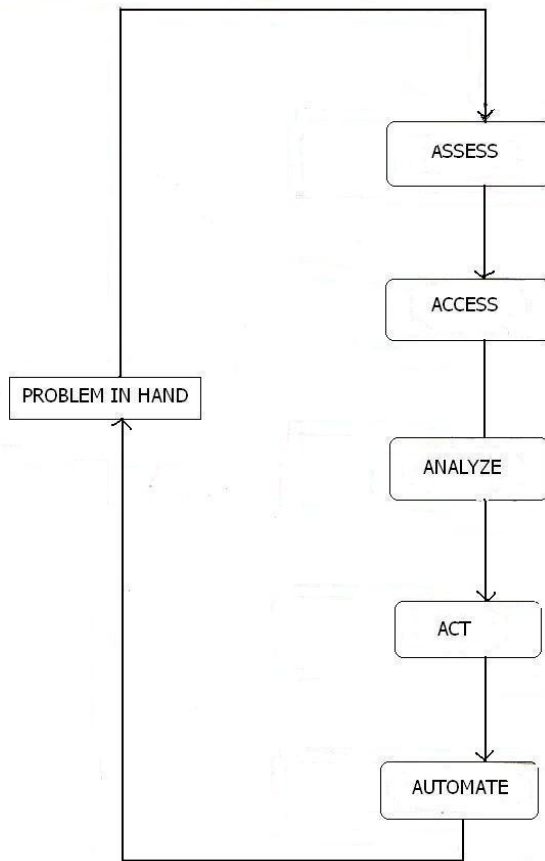 ASSESS
ACCESS
PROBLEM IN HAND
ANALYZE
ACT
AUTOMATE